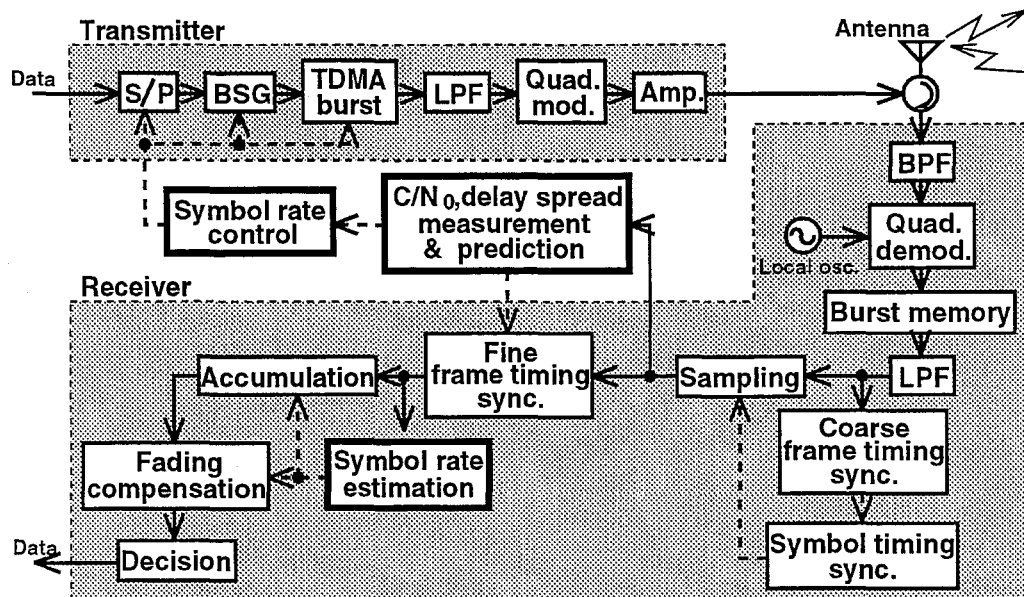 Transmitter
Antenna
Data
S/P
BSG
TDMA
burst
LPF
Quad.
mod.
Amp.
BPF
Symbol rate
control
C/N0,delay spread
measurement
& prediction
Quad.
demod.
Local osc.
Receiver
Burst memory
Fine
frame timing
sync.
Accumulation
Sampling
LPF
Coarse
frame timing
sync.
Fading
compensation
Symbol rate
estimation
Data
Decision
Symbol timing
sync.